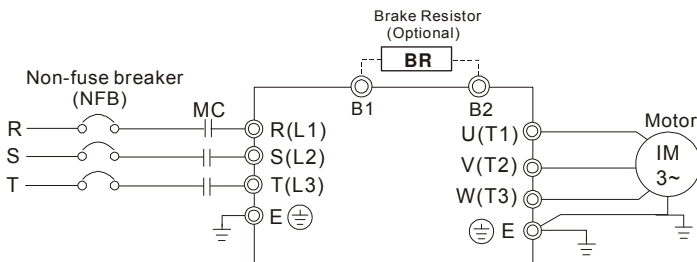 Brake Resistor
(Optional)
BR
Non-fuse breaker
(NFB)
MC
B1
B2
R
R(L1)
U(T1)
Motor
S
S(L2)
V(T2)
IM
3~
T
T(L3)
W(T3)
E
E